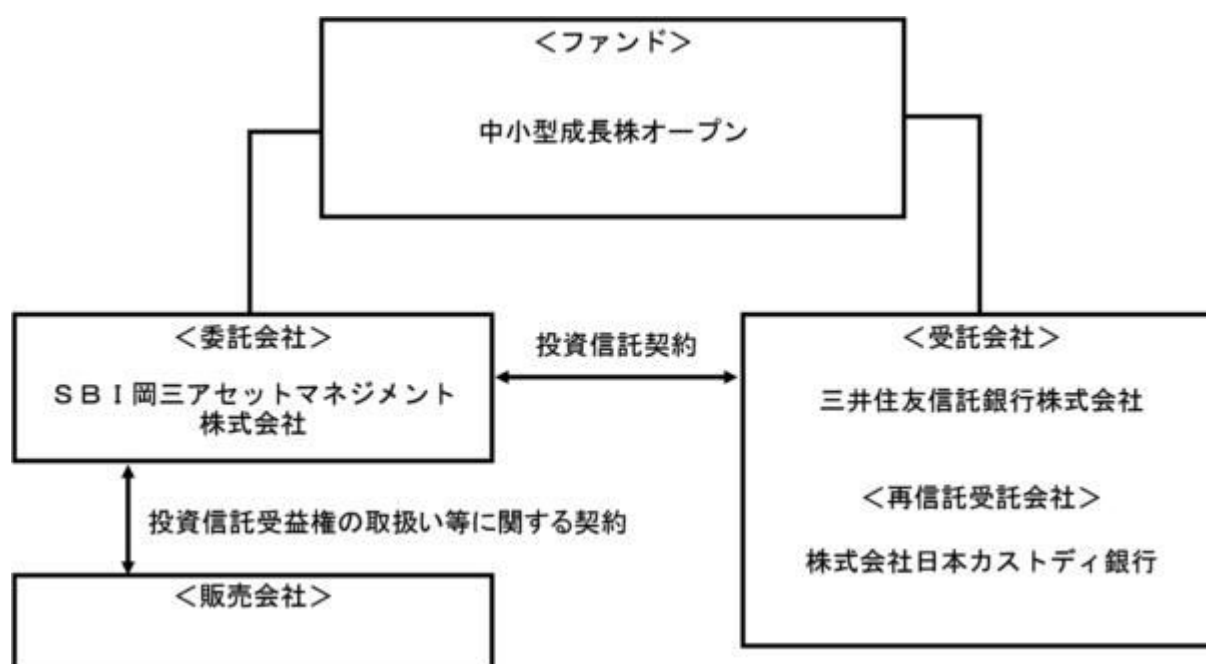 ＜ファンド＞
中小型成長株オープン
＜委託会社＞
ＳＢＩ岡三アセットマネジメント
株式会社
投資信託契約
＜受託会社＞
三井住友信託銀行株式会社
＜再信託受託会社＞
株式会社日本カストディ銀行
投資信託受益権の取扱い等に関する契約
＜販売会社＞